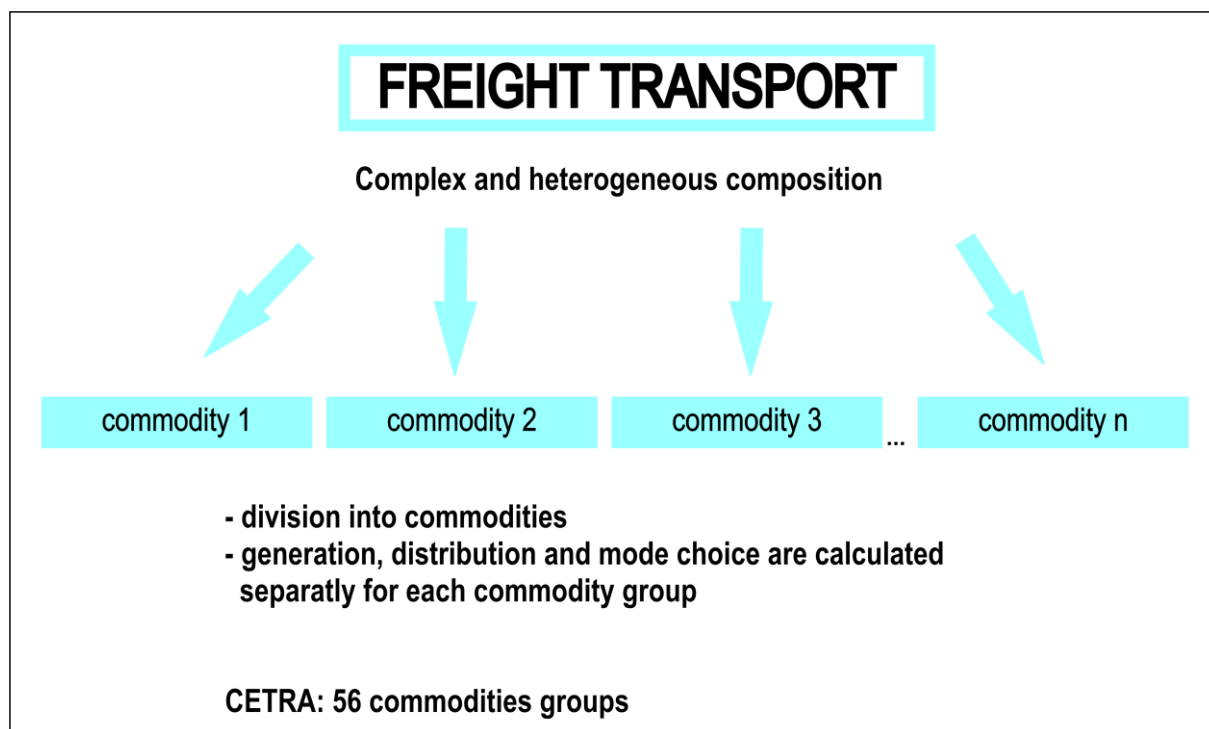 FREIGHT TRANSPORT
Complex and heterogeneous composition
commodity 1
commodity 2
commodity 3
...
commodity n
- division into commodities
- generation, distribution and mode choice are calculated
separatly for each commodity group
CETRA: 56 commodities groups